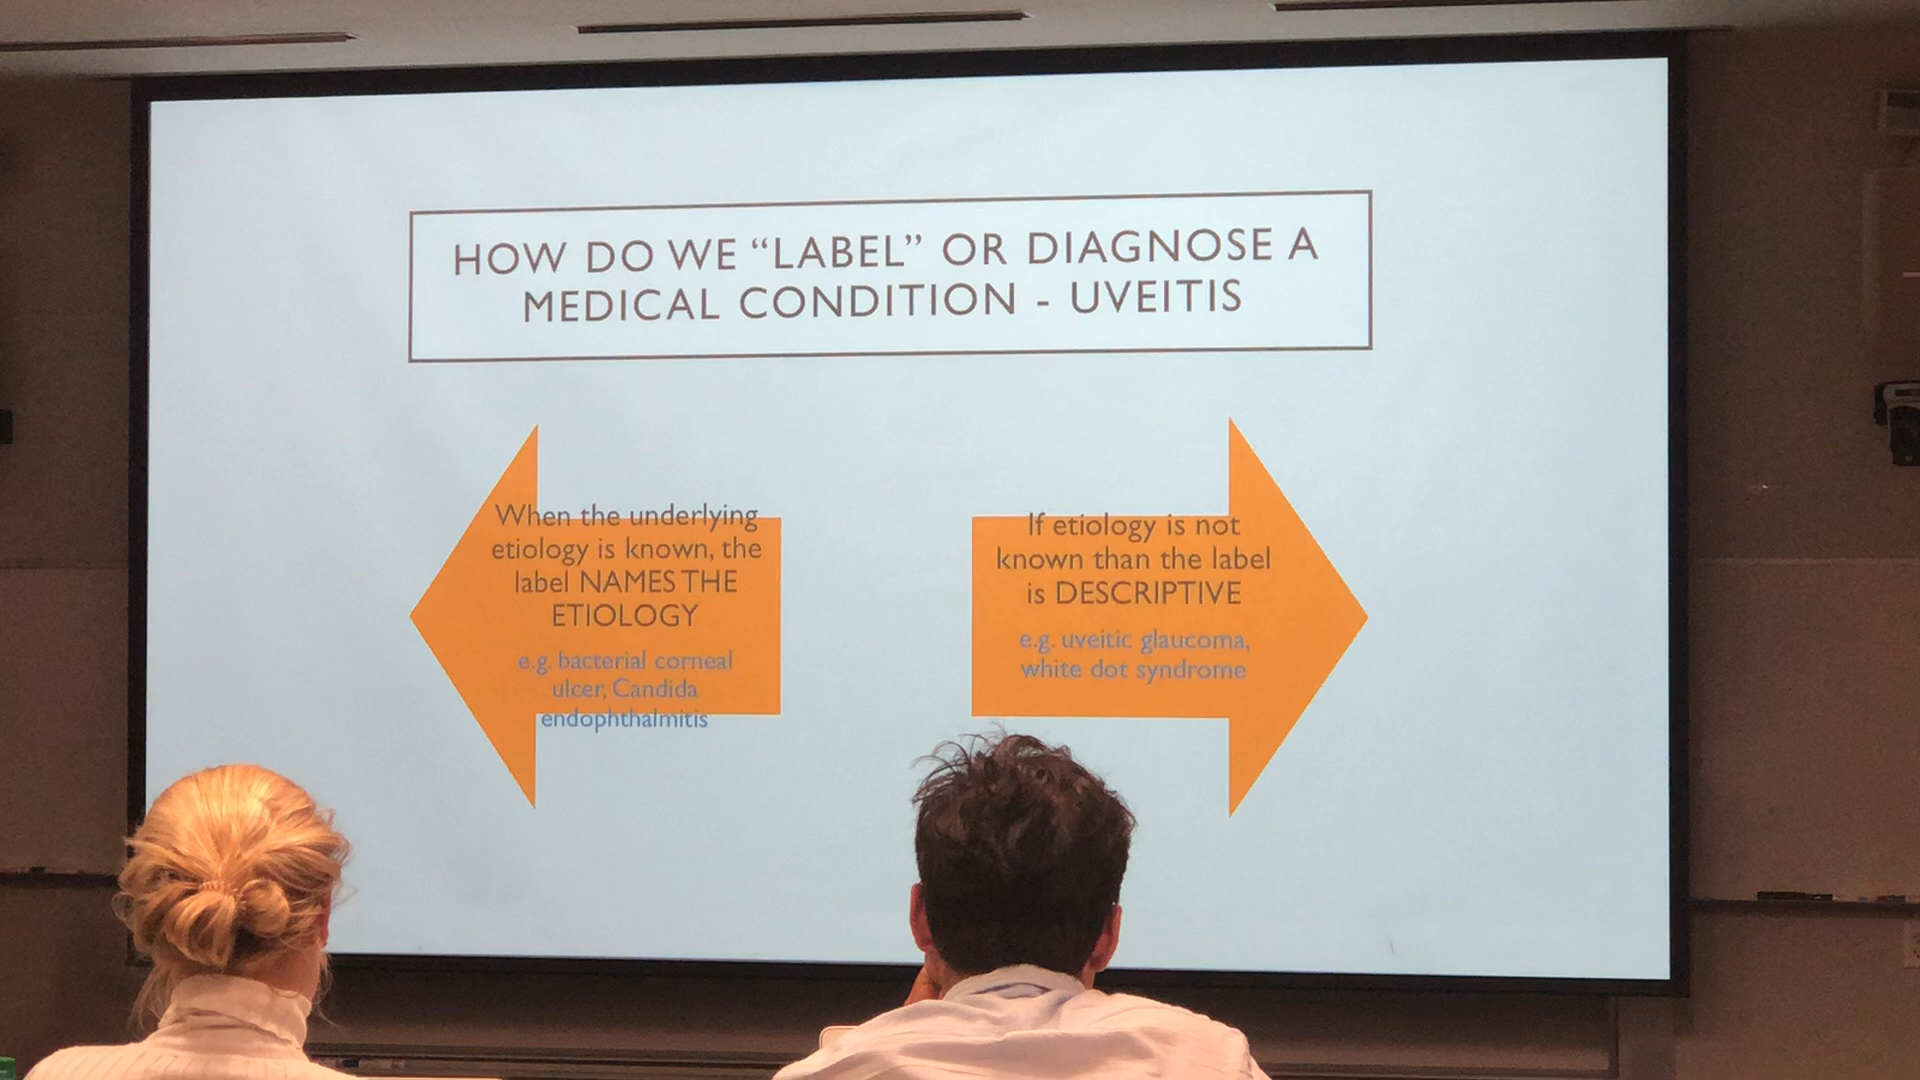 HOW DO WE “LABEL” OR DIAGNOSE A
MEDICAL CONDITION - UVEITIS
When the underlying
etiology is known, the
label NAMES THE
ETIOLOGY
e.g. bacterial corneal
ulcer, Candida
endophthalmitis
If etiology is not
known than the label
is DESCRIPTIVE
e.g. uveitic glaucoma,
white dot syndrome